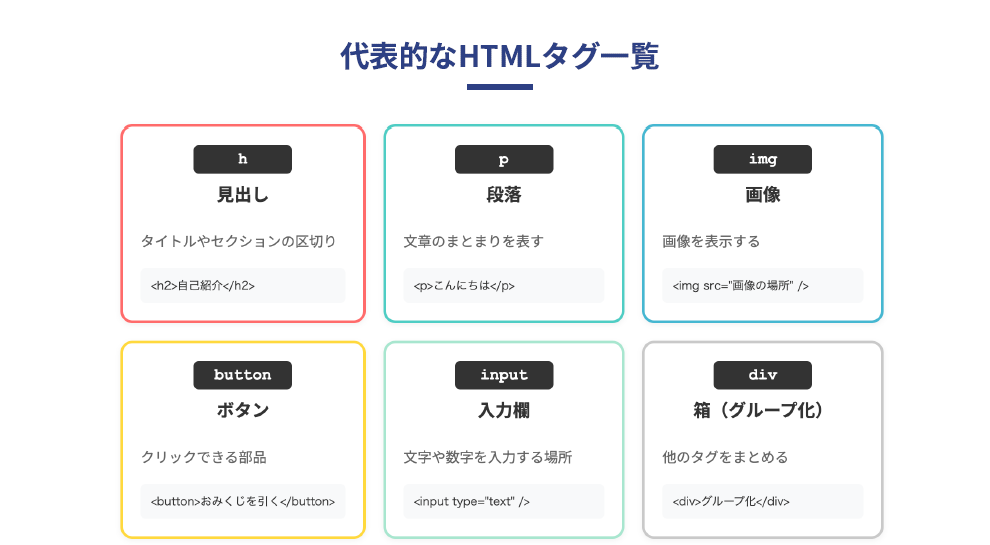 代表的なHTMLタグ一覧
h
見出し
タイトルやセクションの区切り
<h2>自己紹介</h2>
p
段落
文章のまとまりを表す
<p>こんにちは</p>
img
画像
画像を表示する
<img src="画像の場所" />
button
ボタン
クリックできる部品
<button>おみくじを引く</button>
input
入力欄
文字や数字を入力する場所
<input type="text" />
div
箱（グループ化）
他のタグをまとめる
<div>グループ化</div>